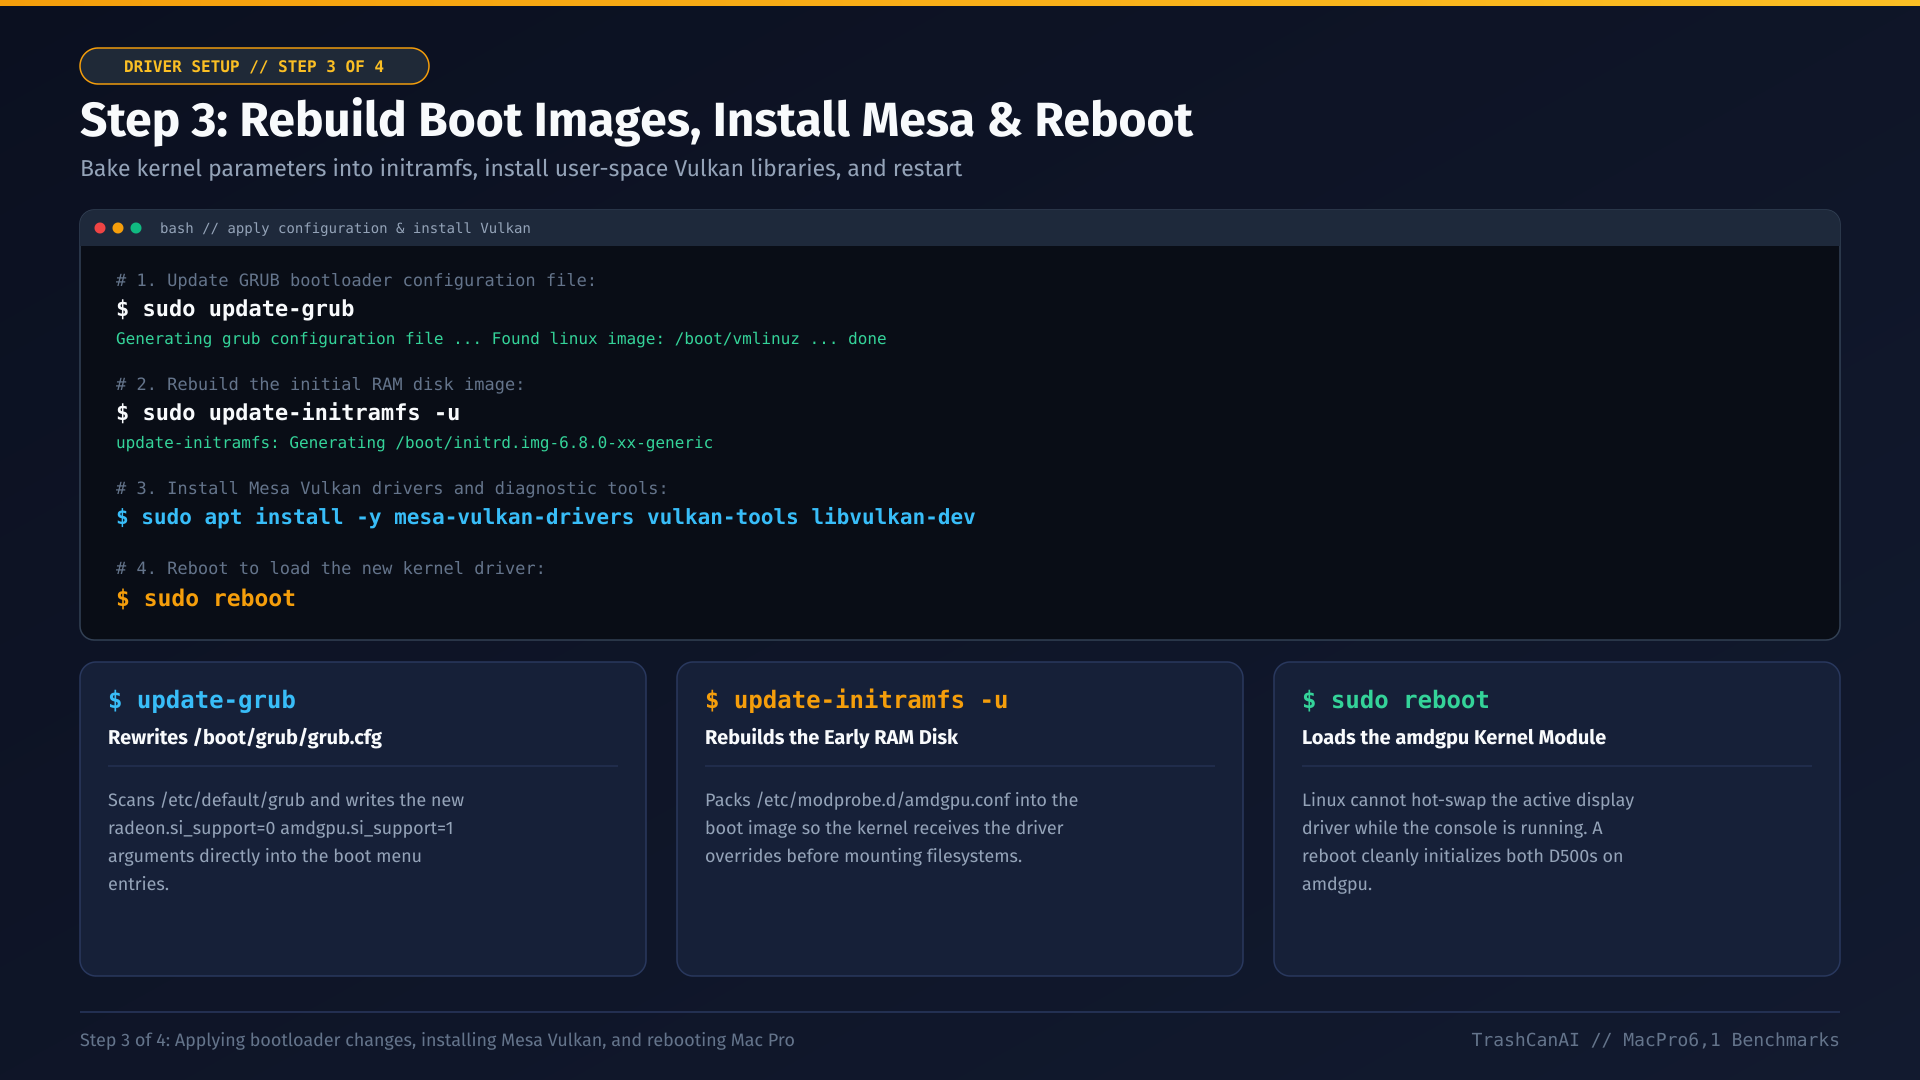 DRIVER SETUP // STEP 3 OF 4
Step 3: Rebuild Boot Images, Install Mesa & Reboot
Bake kernel parameters into initramfs, install user-space Vulkan libraries, and restart
bash // apply configuration & install Vulkan
# 1. Update GRUB bootloader configuration file:
$ sudo update-grub
Generating grub configuration file ... Found linux image: /boot/vmlinuz ... done
# 2. Rebuild the initial RAM disk image:
$ sudo update-initramfs -u
update-initramfs: Generating /boot/initrd.img-6.8.0-xx-generic
# 3. Install Mesa Vulkan drivers and diagnostic tools:
$ sudo apt install -y mesa-vulkan-drivers vulkan-tools libvulkan-dev
# 4. Reboot to load the new kernel driver:
$ sudo reboot
$ update-grub
Rewrites /boot/grub/grub.cfg
Scans /etc/default/grub and writes the new
radeon.si_support=0 amdgpu.si_support=1
arguments directly into the boot menu
entries.
$ update-initramfs -u
Rebuilds the Early RAM Disk
Packs /etc/modprobe.d/amdgpu.conf into the
boot image so the kernel receives the driver
overrides before mounting filesystems.
$ sudo reboot
Loads the amdgpu Kernel Module
Linux cannot hot-swap the active display
driver while the console is running. A
reboot cleanly initializes both D500s on
amdgpu.
Step 3 of 4: Applying bootloader changes, installing Mesa Vulkan, and rebooting Mac Pro
TrashCanAI // MacPro6,1 Benchmarks